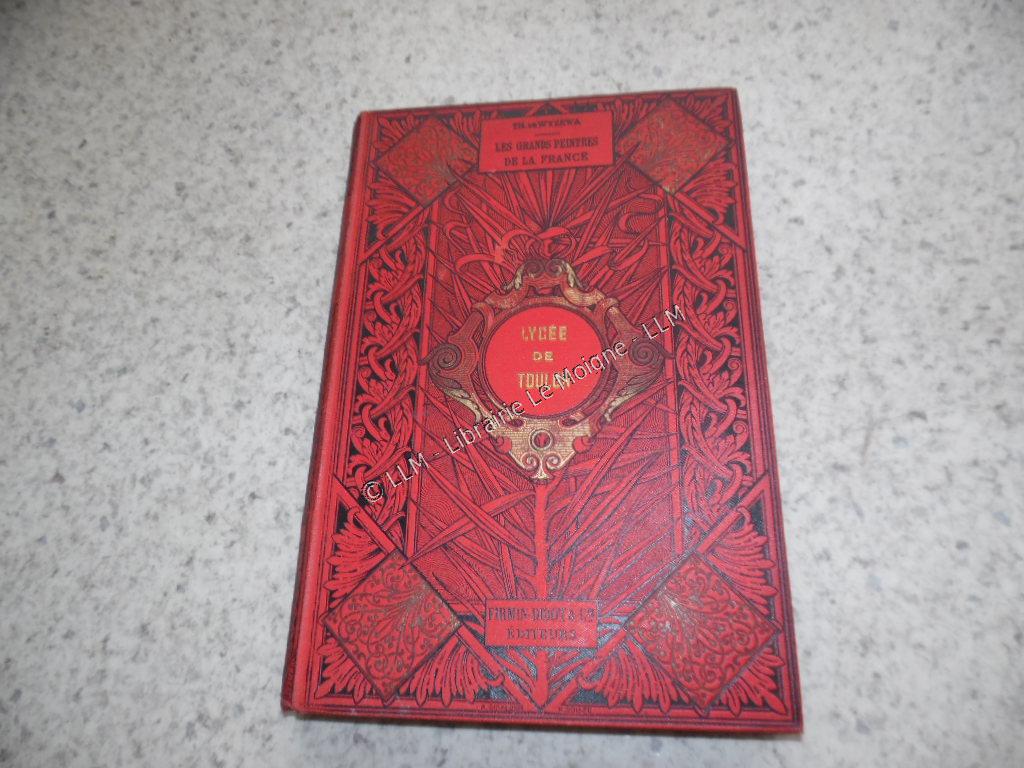 TH. DE WYZEWA
LES GRANDS PEINTRES
DE LA FRANCE
LYCÉE
DE
TOULON
© LLM - Librairie Le Moigne - LLM
FIRMIN-DIDOT & CIE
ÉDITEURS